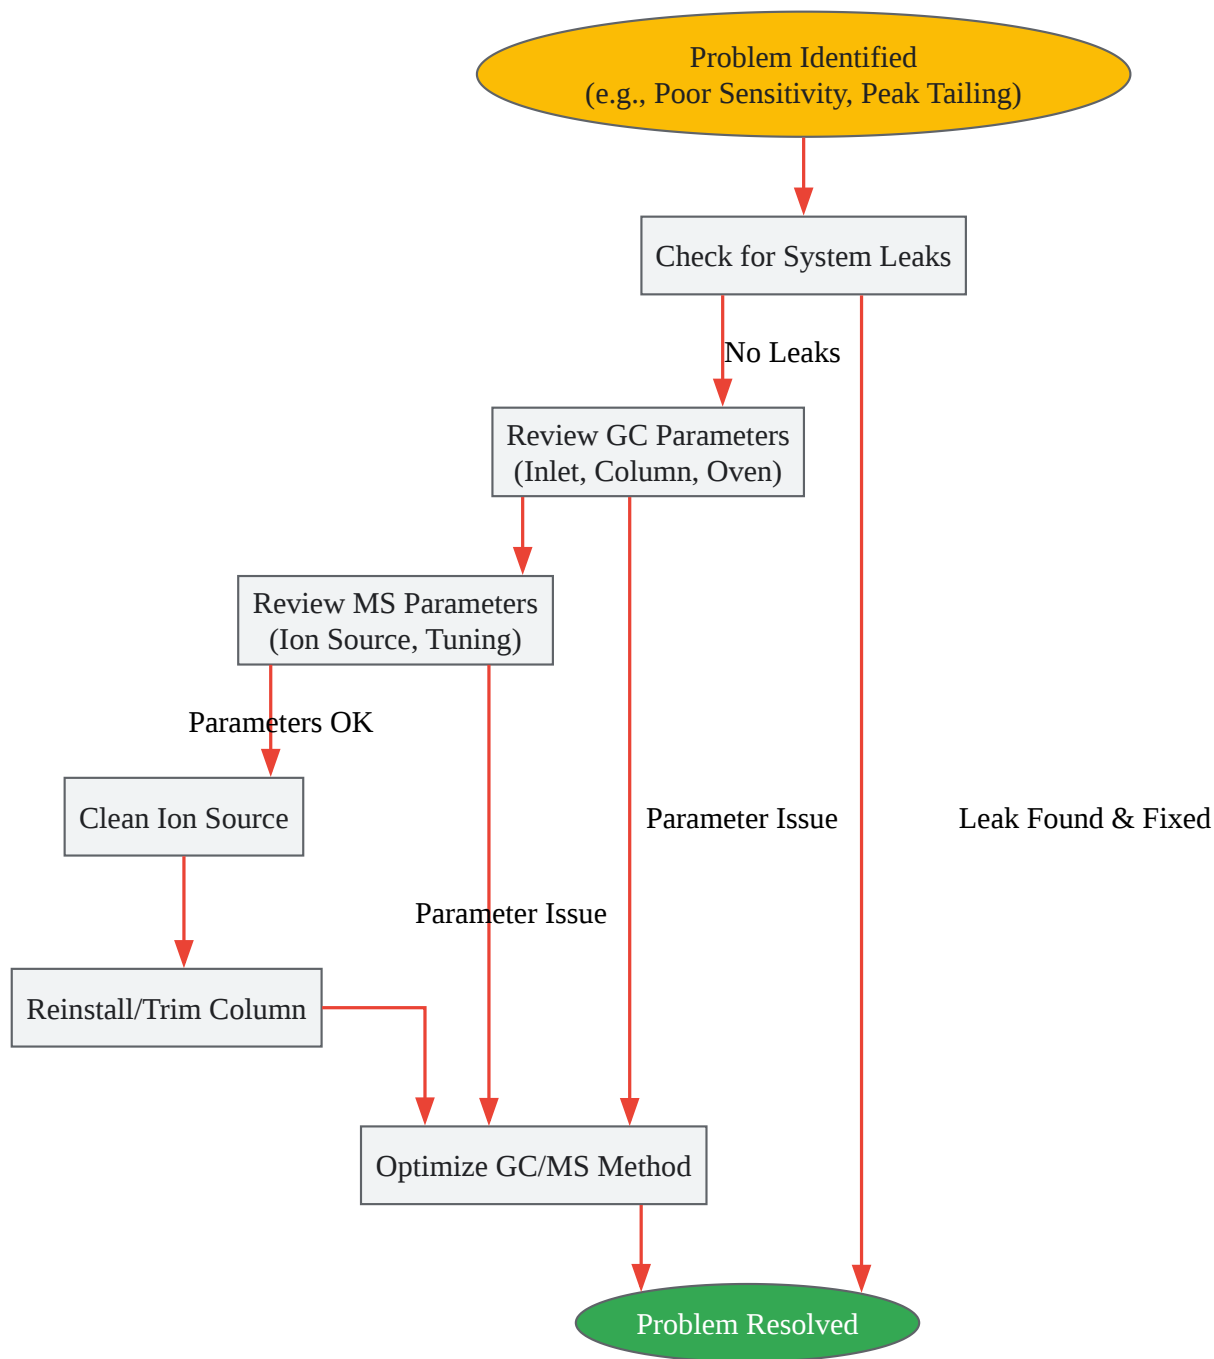 Problem Identified
(e.g., Poor Sensitivity, Peak Tailing)
Check for System Leaks
No Leaks
Review GC Parameters
(Inlet, Column, Oven)
Review MS Parameters
(Ion Source, Tuning)
Parameters OK
Clean Ion Source
Parameter Issue
Leak Found & Fixed
Parameter Issue
Reinstall/Trim Column
Optimize GC/MS Method
Problem Resolved